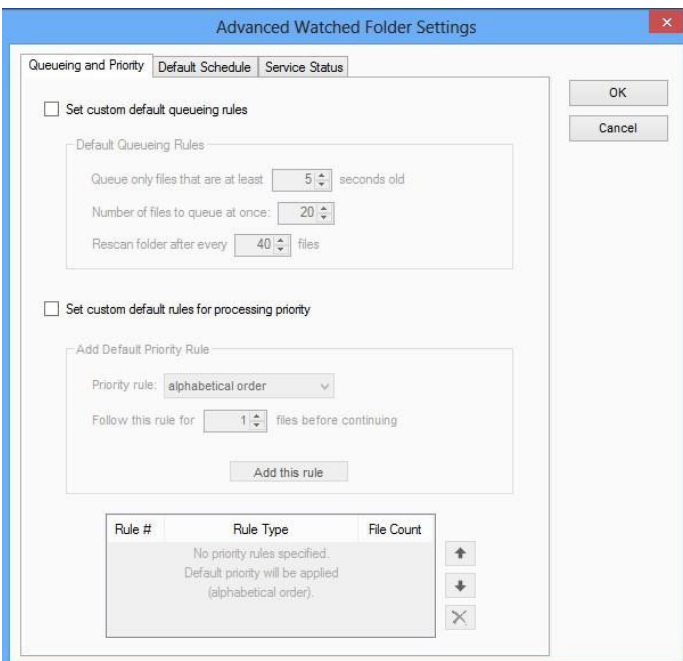 Advanced Watched Folder Settings
Queueing and Priority Default Schedule Service Status
OK
Cancel
Set custom default queueing rules
Default Queueing Rules
Queue only files that are at least 5 seconds old
Number of files to queue at once: 20
Rescan folder after every 40 files
Set custom default rules for processing priority
Add Default Priority Rule
Priority rule: alphabetical order
Follow this rule for 1 files before continuing
Add this rule
Rule # Rule Type File Count
No priority rules specified.
Default priority will be applied
(alphabetical order).